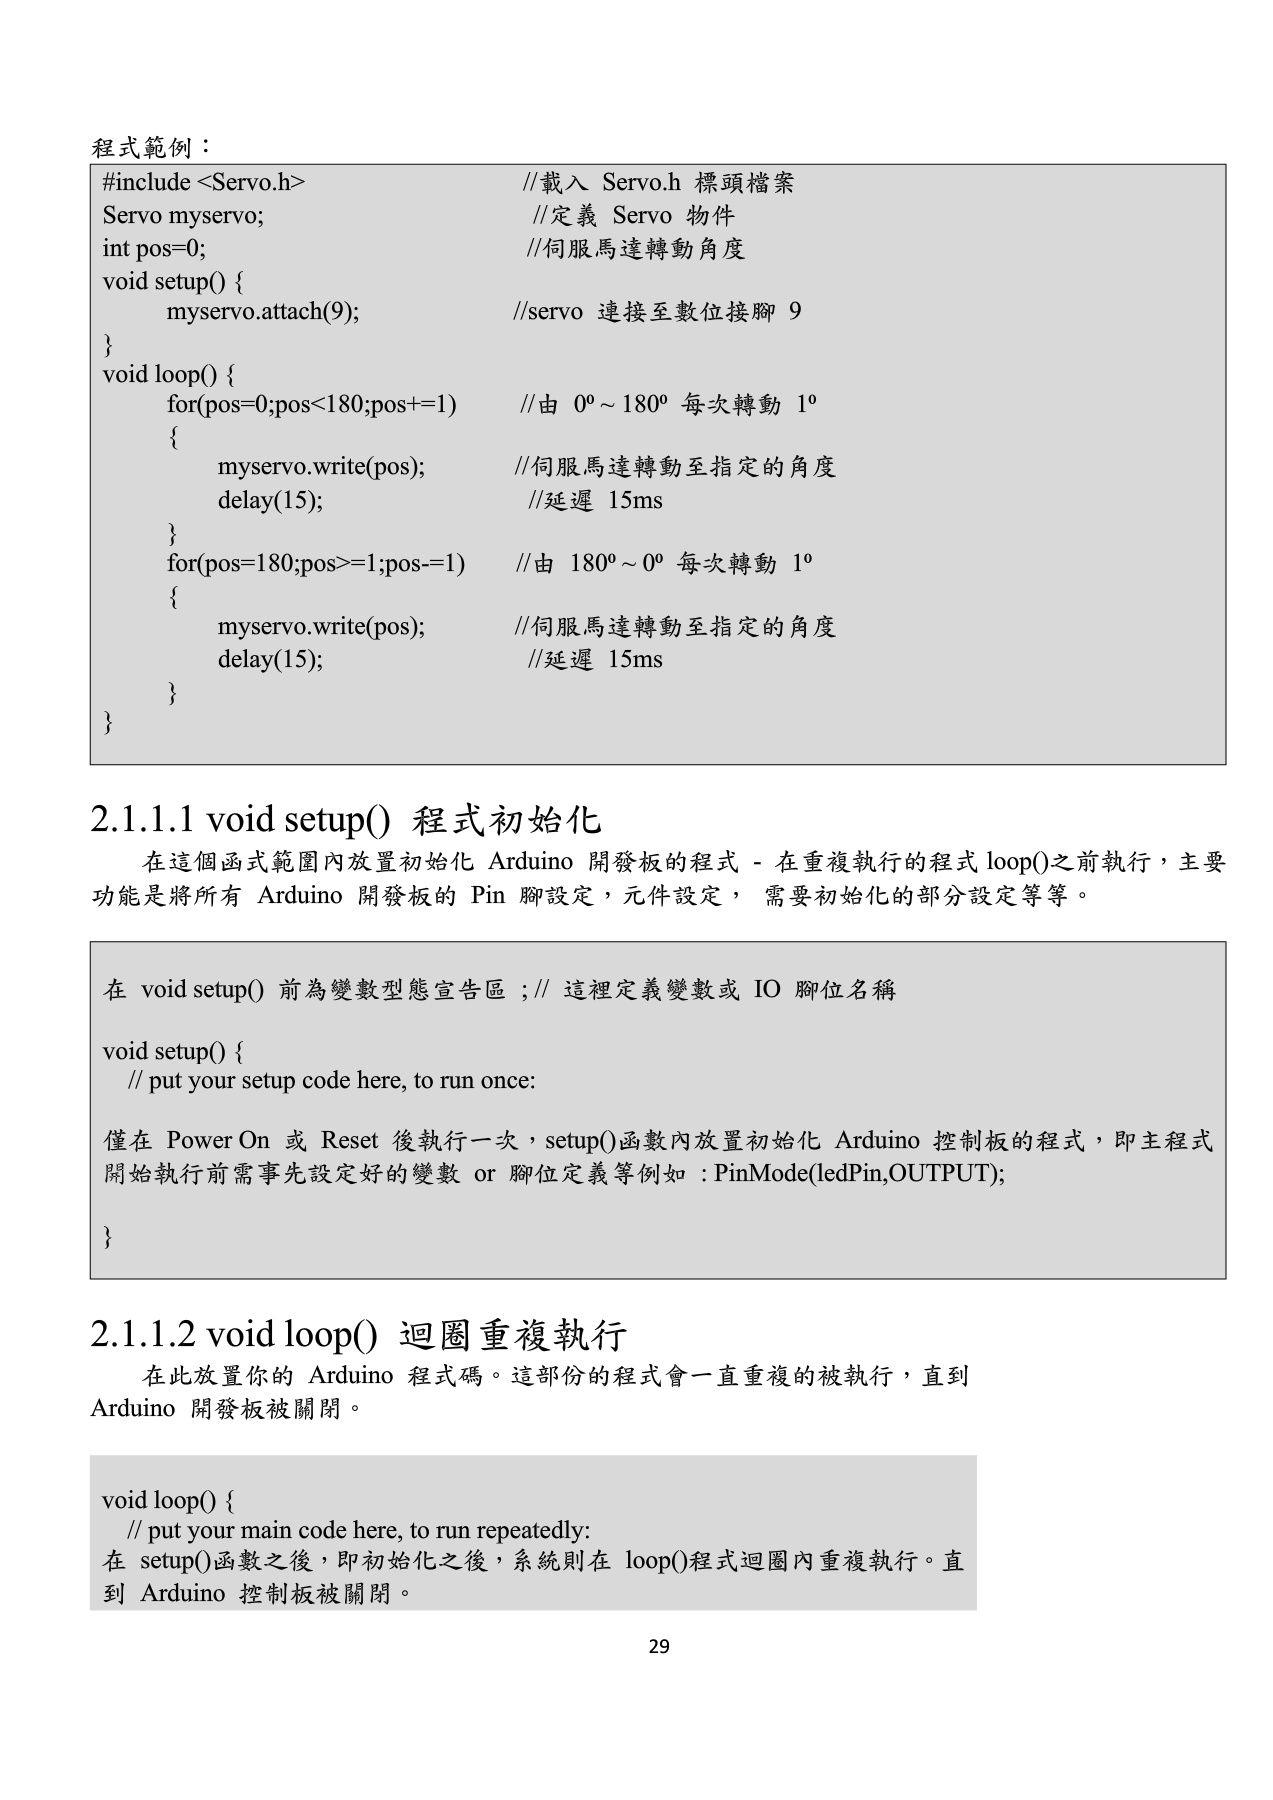 程式範例：
#include <Servo.h> //載入 Servo.h 標頭檔案
Servo myservo; //定義 Servo 物件
int pos=0; //伺服馬達轉動角度
void setup() {
myservo.attach(9); //servo 連接至數位接腳 9
}
void loop() {
for(pos=0;pos<180;pos+=1) //由 0º ~ 180º 每次轉動 1º
{
myservo.write(pos); //伺服馬達轉動至指定的角度
delay(15); //延遲 15ms
}
for(pos=180;pos>=1;pos-=1) //由 180º ~ 0º 每次轉動 1º
{
myservo.write(pos); //伺服馬達轉動至指定的角度
delay(15); //延遲 15ms
}
}
2.1.1.1 void setup() 程式初始化
在這個函式範圍內放置初始化 Arduino 開發板的程式 - 在重複執行的程式 loop()之前執行，主要
功能是將所有 Arduino 開發板的 Pin 腳設定，元件設定， 需要初始化的部分設定等等。
在 void setup() 前為變數型態宣告區 ; // 這裡定義變數或 IO 腳位名稱
void setup() {
// put your setup code here, to run once:
僅在 Power On 或 Reset 後執行一次，setup()函數內放置初始化 Arduino 控制板的程式，即主程式
開始執行前需事先設定好的變數 or 腳位定義等例如 : PinMode(ledPin,OUTPUT);
}
2.1.1.2 void loop() 迴圈重複執行
在此放置你的 Arduino 程式碼。這部份的程式會一直重複的被執行，直到
Arduino 開發板被關閉。
void loop() {
// put your main code here, to run repeatedly:
在 setup()函數之後，即初始化之後，系統則在 loop()程式迴圈內重複執行。直
到 Arduino 控制板被關閉。
29